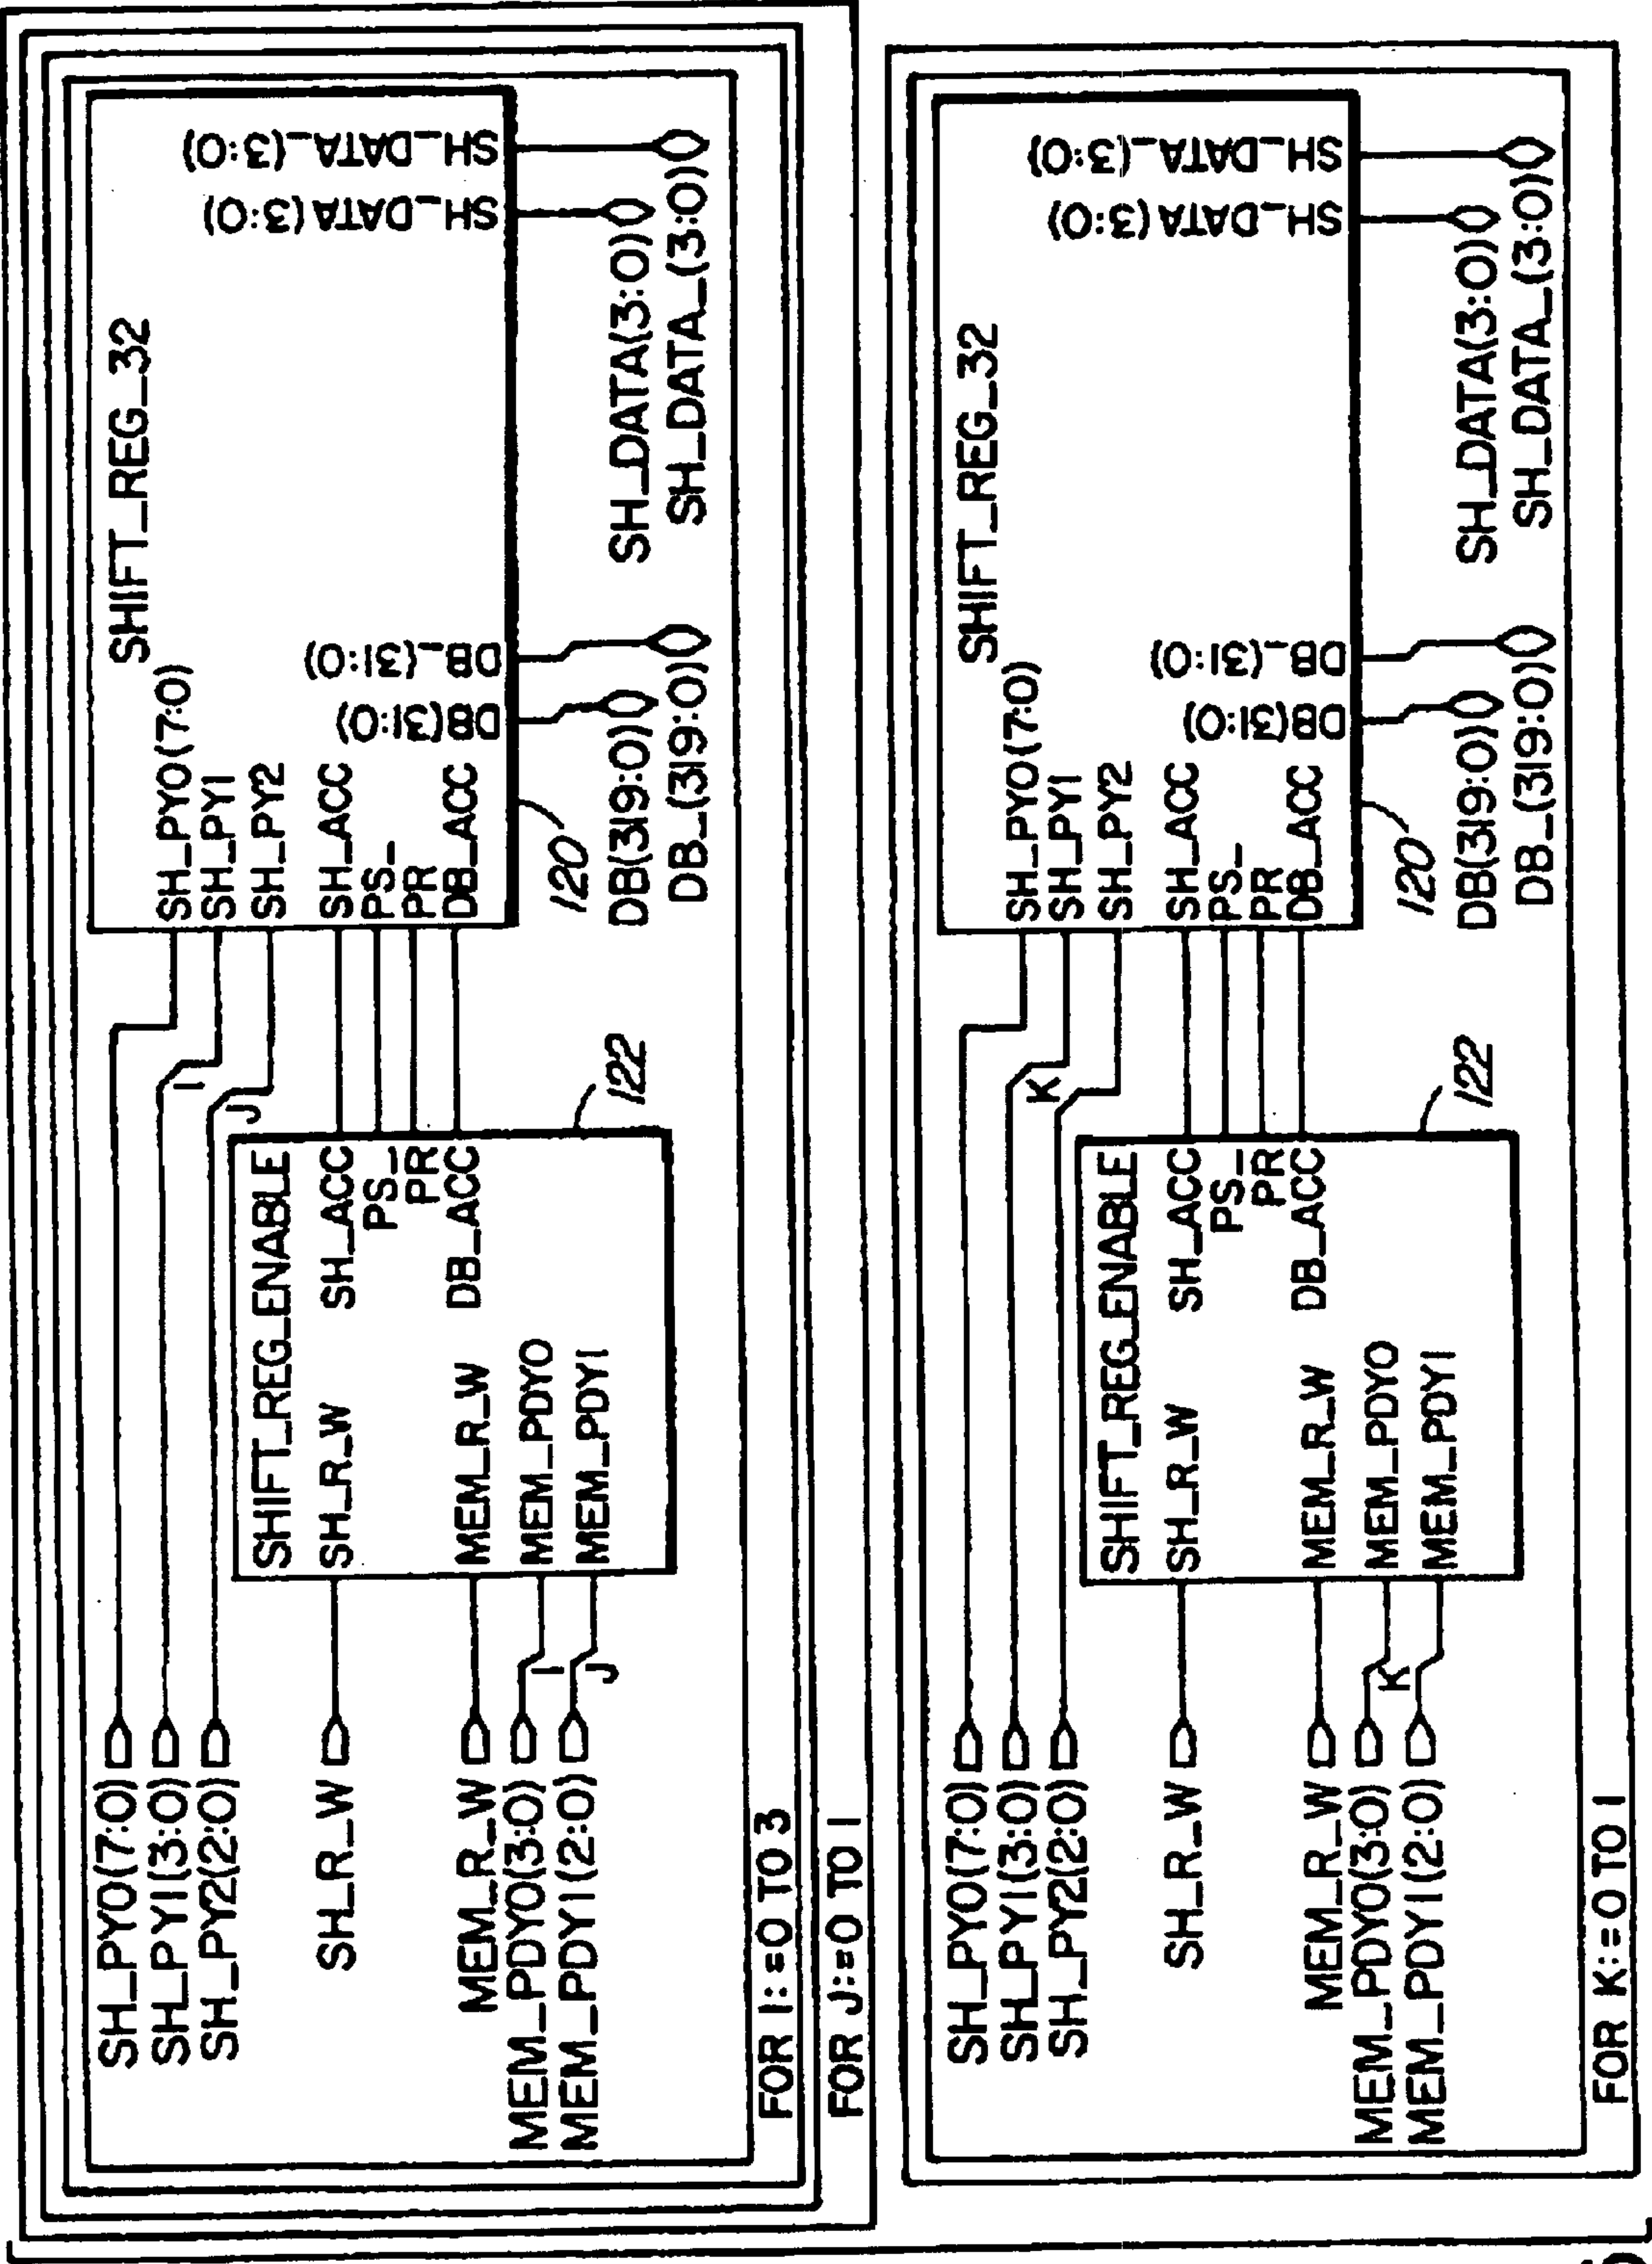 SH_PY0(7:0)
SH_PY1(3:0)
SH_PY2(2:0)
SH_R_W
MEM_R_W
MEM_PDY0(3:0)
MEM_PDY1(2:0)
I
J
SHIFT_REG_ENABLE
SH_R_W
MEM_R_W
MEM_PDY0
MEM_PDY1
SH_ACC
PS_
PR
DB_ACC
122
I
J
SHIFT_REG_32
SH_PY0(7:0)
SH_PY1
SH_PY2
SH_ACC
PS_
PR
DB_ACC
DB(31:0)
DB_(31:0)
SH_DATA(3:0)
SH_DATA_(3:0)
120
DB(319:0)
DB_(319:0)
SH_DATA(3:0)
SH_DATA_(3:0)
FOR I:=0 TO 3
FOR J:=0 TO 1
SH_PY0(7:0)
SH_PY1(3:0)
SH_PY2(2:0)
SH_R_W
MEM_R_W
MEM_PDY0(3:0)
MEM_PDY1(2:0)
K
SHIFT_REG_ENABLE
SH_R_W
MEM_R_W
MEM_PDY0
MEM_PDY1
SH_ACC
PS_
PR
DB_ACC
122
K
SHIFT_REG_32
SH_PY0(7:0)
SH_PY1
SH_PY2
SH_ACC
PS_
PR
DB_ACC
DB(31:0)
DB_(31:0)
SH_DATA(3:0)
SH_DATA_(3:0)
120
DB(319:0)
DB_(319:0)
SH_DATA(3:0)
SH_DATA_(3:0)
FOR K:=0 TO 1